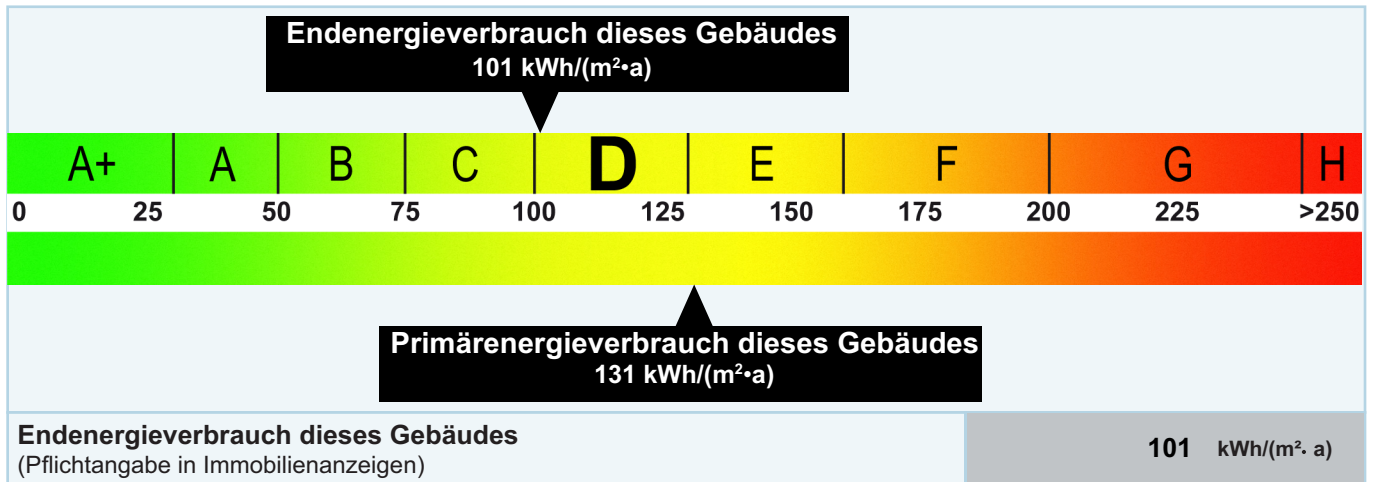 Endenergieverbrauch dieses Gebäudes
101 kWh/(m²•a)
A+ A B C D E F G H
0 25 50 75 100 125 150 175 200 225 >250
Primärenergieverbrauch dieses Gebäudes
131 kWh/(m²•a)
Endenergieverbrauch dieses Gebäudes
(Pflichtangabe in Immobilienanzeigen)
101 kWh/(m²· a)